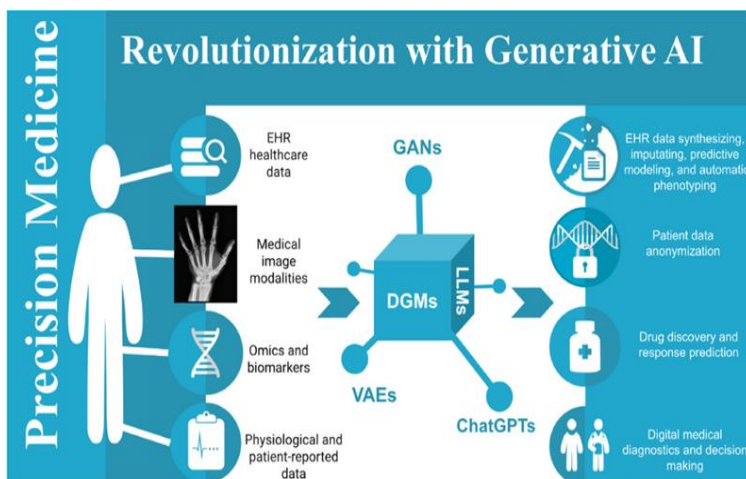 Precision Medicine
Revolutionization with Generative AI
EHR
healthcare
data
Medical
image
modalities
Omics and
biomarkers
Physiological and
patient-reported
data
GANs
DGMs
LLMs
VAEs
ChatGPTs
EHR data synthesizing,
imputating, predictive
modeling, and automatic
phenotyping
Patient data
anonymization
Drug discovery and
response prediction
Digital medical
diagnostics and decision
making